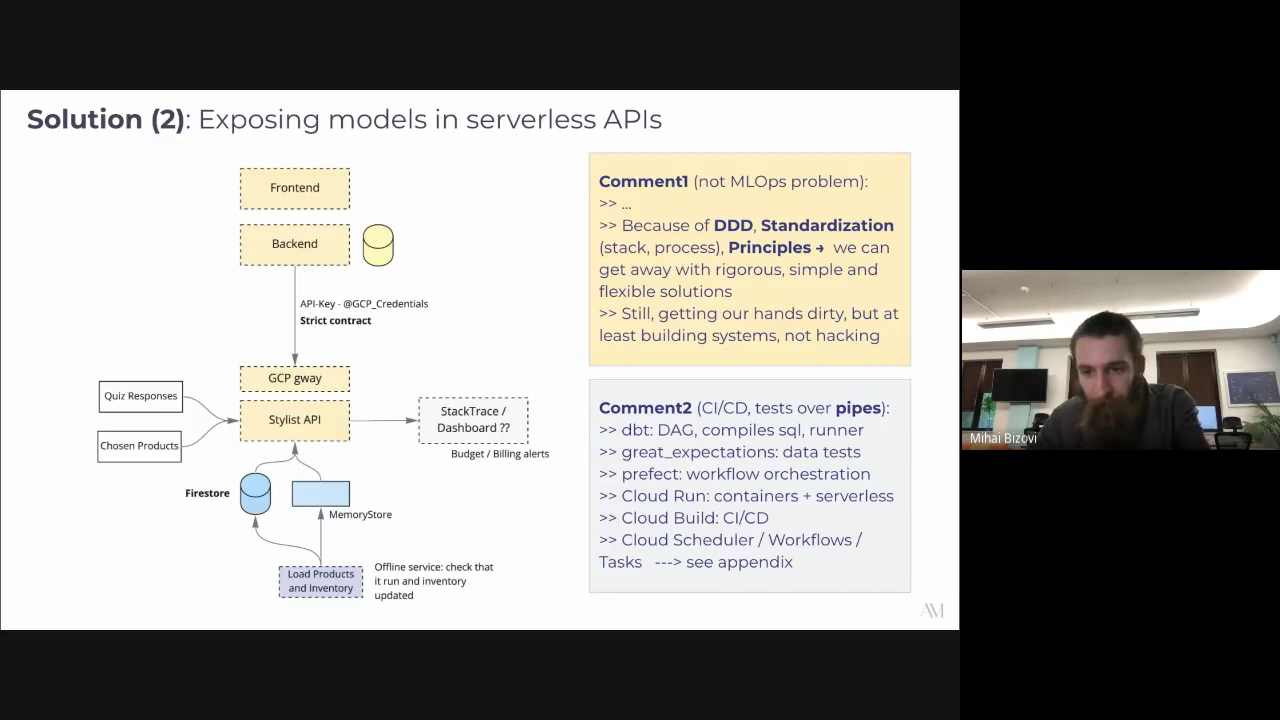 Solution (2): Exposing models in serverless APIs
Frontend
Backend
API-Key - @GCP_Credentials
Strict contract
GCP gway
Quiz Responses
Stylist API
Chosen Products
StackTrace /
Dashboard ??
Budget / Billing alerts
Firestore
MemoryStore
Load Products
and Inventory
Offline service: check that
it run and inventory
updated
Comment1 (not MLOps problem):
>> ...
>> Because of DDD, Standardization
(stack, process), Principles → we can
get away with rigorous, simple and
flexible solutions
>> Still, getting our hands dirty, but at
least building systems, not hacking
Comment2 (CI/CD, tests over pipes):
>> dbt: DAG, compiles sql, runner
>> great_expectations: data tests
>> prefect: workflow orchestration
>> Cloud Run: containers + serverless
>> Cloud Build: CI/CD
>> Cloud Scheduler / Workflows /
Tasks ---> see appendix
AM
Mihai Bizovi